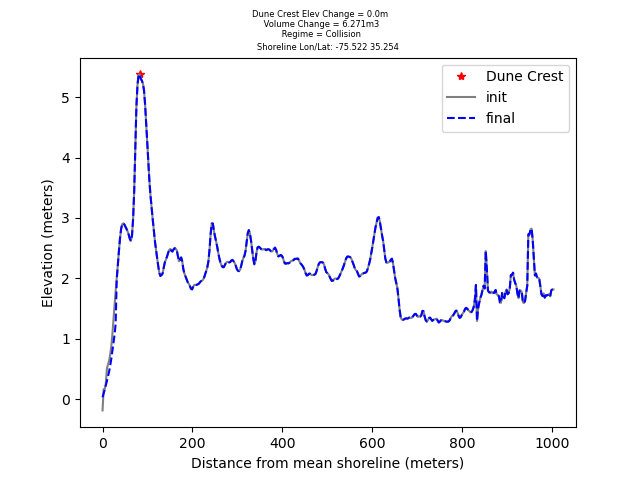 Dune Crest Elev Change = 0.0m
Volume Change = 6.271m3
Regime = Collision
Shoreline Lon/Lat: -75.522 35.254
Dune Crest
init
final
Elevation (meters)
5
4
3
2
1
0
0 200 400 600 800 1000
Distance from mean shoreline (meters)